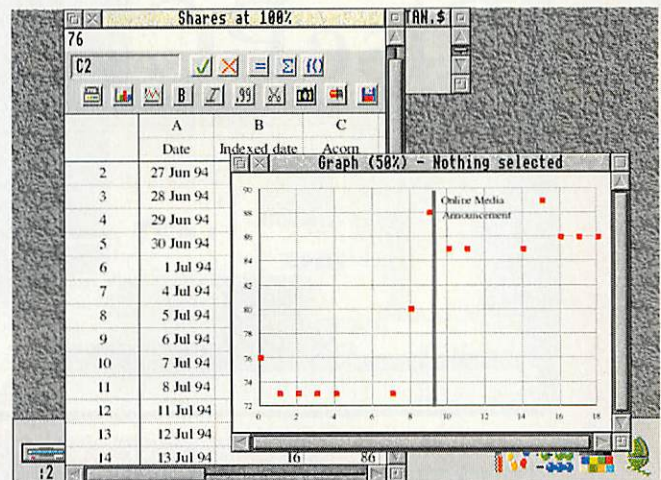 Shares at 100%
TAN.$
76
C2
B I .99
A B C
Date Indexed date Acorn
2 27 Jun 94
3 28 Jun 94
4 29 Jun 94
5 30 Jun 94
6 1 Jul 94
7 4 Jul 94
8 5 Jul 94
9 6 Jul 94
10 7 Jul 94
11 8 Jul 94
12 11 Jul 94
13 12 Jul 94
14 13 Jul 94 16 86
Graph (50%) - Nothing selected
Online Media
Announcement
90
88
86
84
82
80
78
76
74
72
0 2 4 6 8 10 12 14 16 18
:2